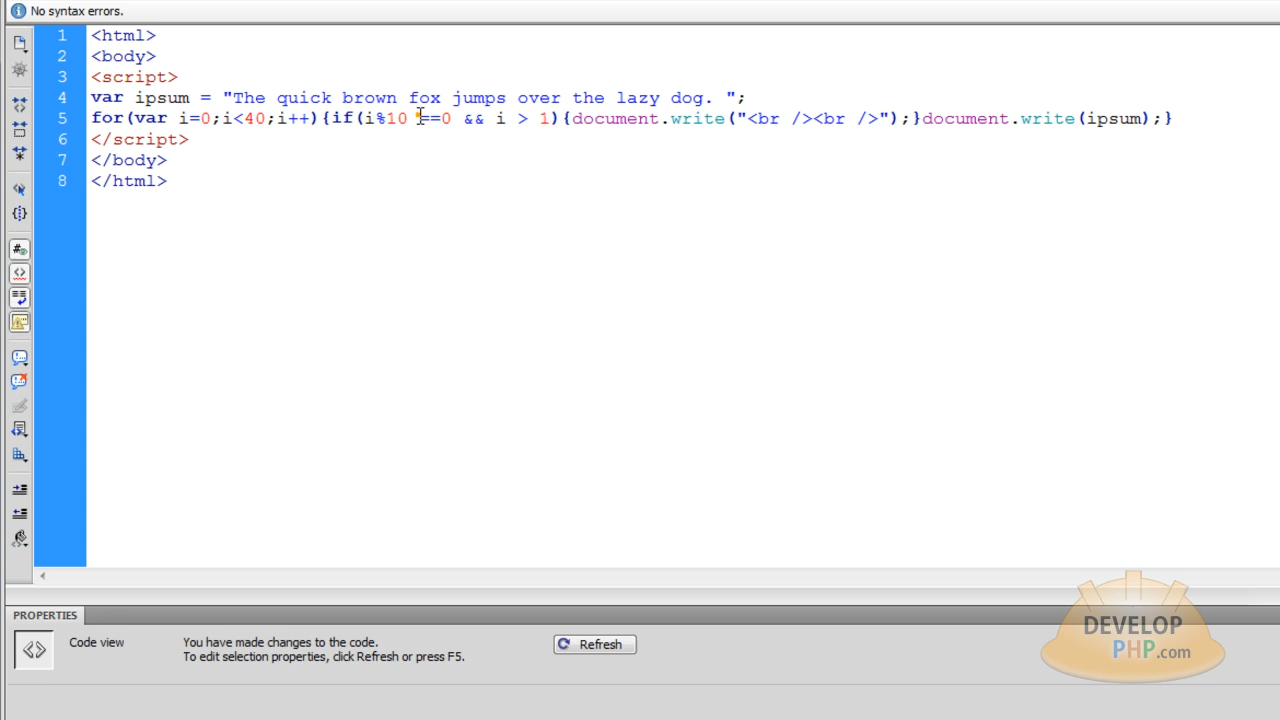 No syntax errors.
1 <html>
2 <body>
3 <script>
4 var ipsum = "The quick brown fox jumps over the lazy dog. ";
5 for(var i=0;i<40;i++){if(i%10 ==0 && i > 1){document.write("<br /><br />");}document.write(ipsum);}
6 </script>
7 </body>
8 </html>
PROPERTIES
Code view
You have made changes to the code.
To edit selection properties, click Refresh or press F5.
Refresh
DEVELOP
PHP.com